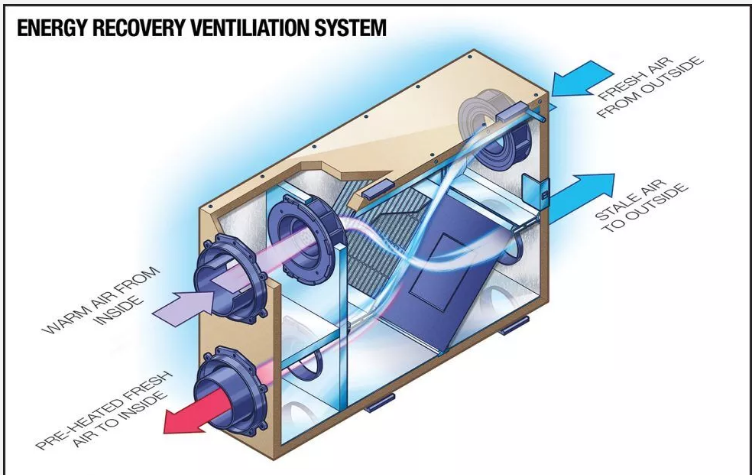 ENERGY RECOVERY VENTILIATION SYSTEM
FRESH AIR
FROM OUTSIDE
STALE AIR
TO OUTSIDE
WARM AIR FROM
INSIDE
PRE-HEATED FRESH
AIR TO INSIDE